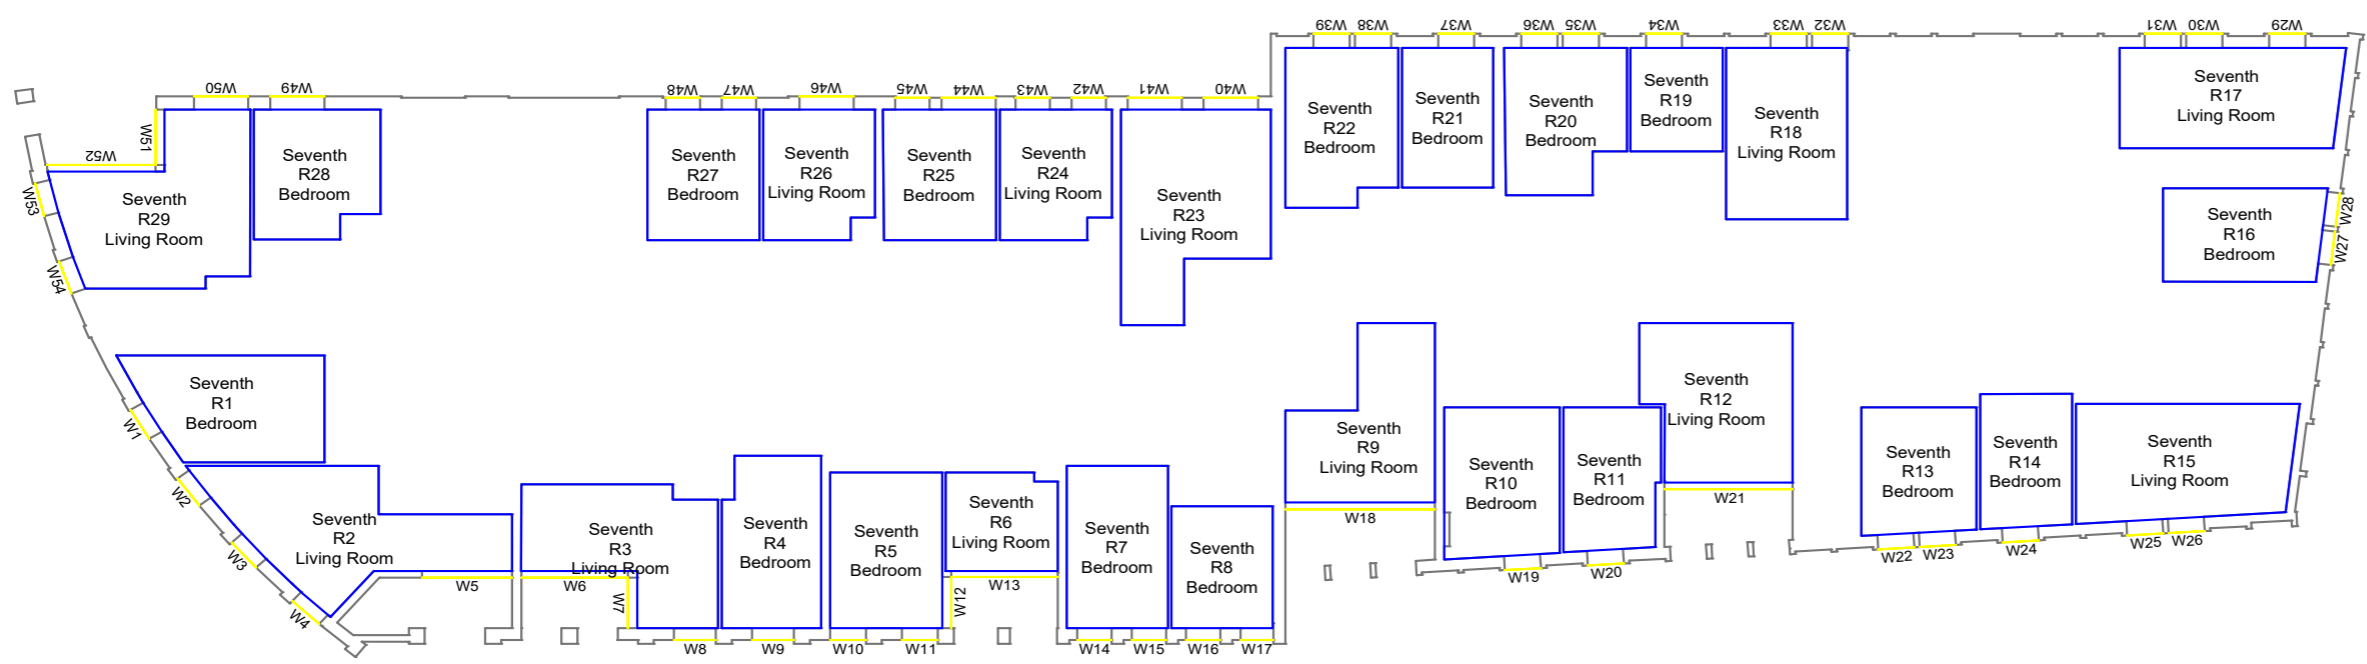 W39
W38
W37
W36
W35
W34
W33
W32
W31
W30
W29
W50
W49
W48
W47
W46
W45
W44
W43
W42
W41
W40
W51
W52
W53
W54
Seventh
R29
Living Room
Seventh
R28
Bedroom
Seventh
R27
Bedroom
Seventh
R26
Living Room
Seventh
R25
Bedroom
Seventh
R24
Living Room
Seventh
R23
Living Room
Seventh
R22
Bedroom
Seventh
R21
Bedroom
Seventh
R20
Bedroom
Seventh
R19
Bedroom
Seventh
R18
Living Room
Seventh
R17
Living Room
Seventh
R16
Bedroom
W28
W27
Seventh
R1
Bedroom
W1
W2
W3
W4
Seventh
R2
Living Room
W5
Seventh
R3
Living Room
W6
W7
W8
Seventh
R4
Bedroom
W9
Seventh
R5
Bedroom
W10
W11
Seventh
R6
Living Room
W12
W13
Seventh
R7
Bedroom
W14
W15
Seventh
R8
Bedroom
W16
W17
Seventh
R9
Living Room
W18
Seventh
R10
Bedroom
W19
Seventh
R11
Bedroom
W20
Seventh
R12
Living Room
W21
Seventh
R13
Bedroom
W22
W23
Seventh
R14
Bedroom
W24
Seventh
R15
Living Room
W25
W26